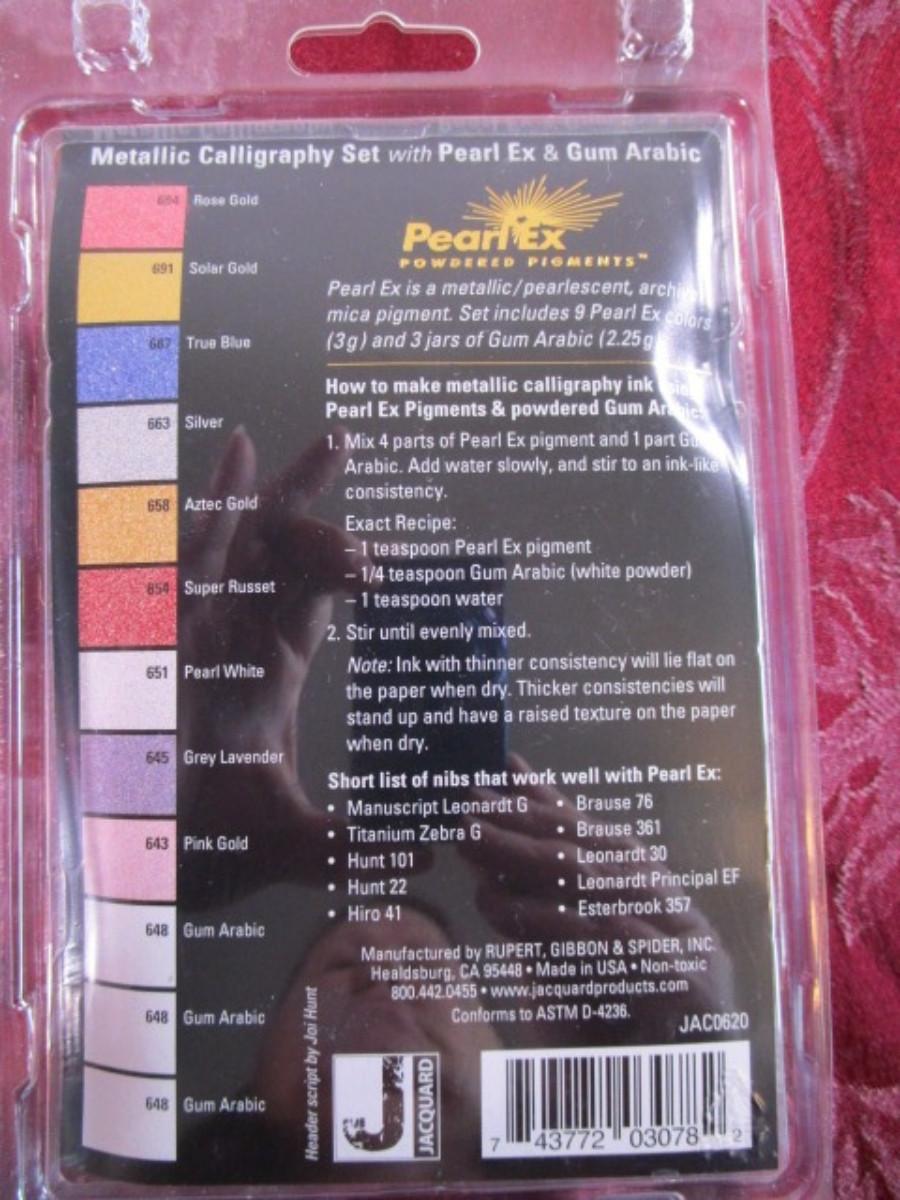 Metallic Calligraphy Set with Pearl Ex & Gum Arabic
694 Rose Gold
691 Solar Gold
687 True Blue
663 Silver
658 Aztec Gold
654 Super Russet
651 Pearl White
645 Grey Lavender
643 Pink Gold
648 Gum Arabic
648 Gum Arabic
648 Gum Arabic
Pearl Ex
POWDERED PIGMENTS™
Pearl Ex is a metallic/pearlescent,
mica pigment. Set includes 9 Pearl Ex colors
(3g) and 3 jars of Gum Arabic (2.25g
How to make metallic calligraphy ink
Pearl Ex Pigments & powdered Gum
1. Mix 4 parts of Pearl Ex pigment and 1 part
Arabic. Add water slowly, and stir to an ink-like
consistency.
Exact Recipe:
– 1 teaspoon Pearl Ex pigment
– 1/4 teaspoon Gum Arabic (white powder)
– 1 teaspoon water
2. Stir until evenly mixed.
Note: Ink with thinner consistency will lie flat on
the paper when dry. Thicker consistencies will
stand up and have a raised texture on the paper
when dry.
Short list of nibs that work well with Pearl Ex:
• Manuscript Leonardt G
• Titanium Zebra G
• Hunt 101
• Hunt 22
• Hiro 41
• Brause 76
• Brause 361
• Leonardt 30
• Leonardt Principal EF
• Esterbrook 357
Manufactured by RUPERT, GIBBON & SPIDER, INC.
Healdsburg, CA 95448 • Made in USA • Non-toxic
800.442.0455 • www.jacquardproducts.com
Conforms to ASTM D-4236.
JAC0620
Header script by Joi Hunt
J
JACQUARD
7 43772 03078 2